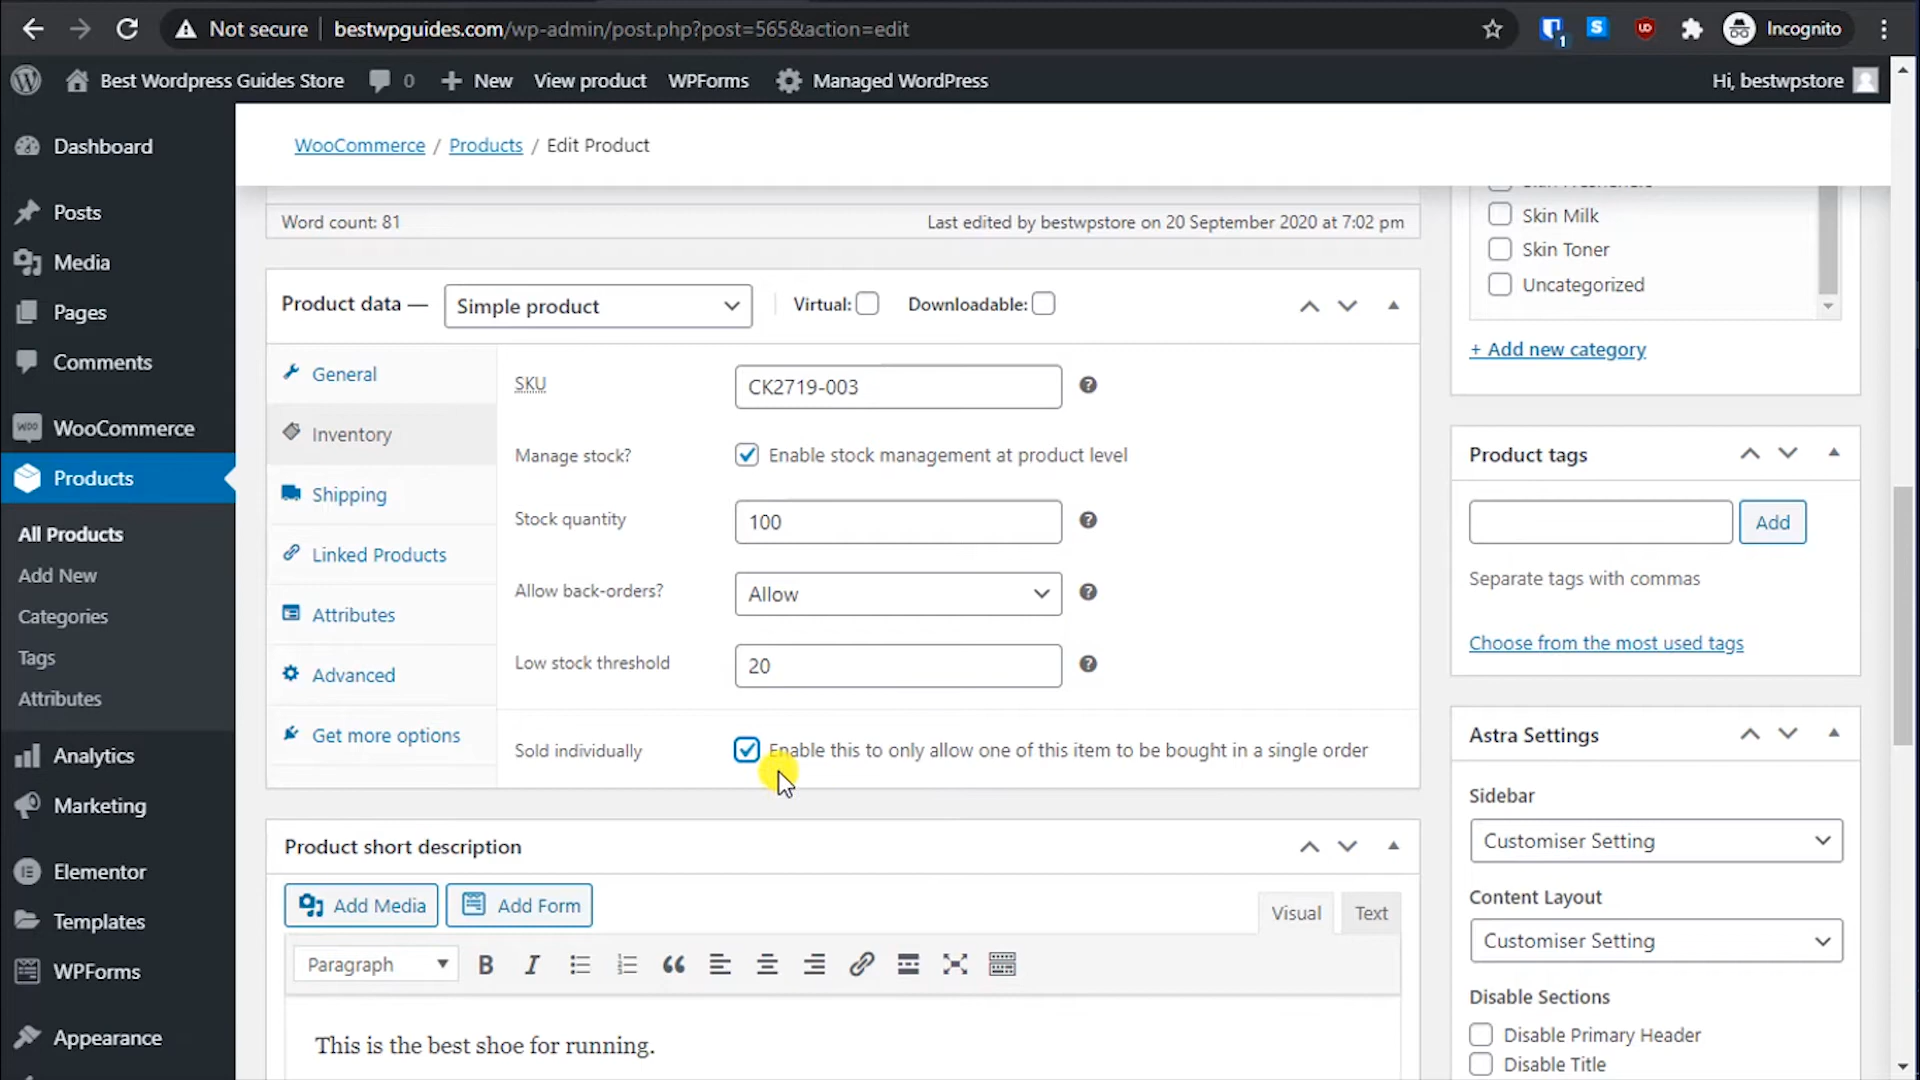 Not secure
bestwpguides.com/wp-admin/post.php?post=565&action=edit
1
S
UD
Incognito
Best Wordpress Guides Store
0
New
View product
WPForms
Managed WordPress
Hi, bestwpstore
Dashboard
Posts
Media
Pages
Comments
WOO
WooCommerce
Products
All Products
Add New
Categories
Tags
Attributes
Analytics
Marketing
Elementor
Templates
WPForms
Appearance
WooCommerce / Products / Edit Product
Word count: 81
Last edited by bestwpstore on 20 September 2020 at 7:02 pm
Product data —
Simple product
Virtual:
Downloadable:
General
Inventory
Shipping
Linked Products
Attributes
Advanced
Get more options
SKU
CK2719-003
Manage stock?
Enable stock management at product level
Stock quantity
100
Allow back-orders?
Allow
Low stock threshold
20
Sold individually
Enable this to only allow one of this item to be bought in a single order
Product short description
Add Media
Add Form
Visual
Text
Paragraph
This is the best shoe for running.
Skin Milk
Skin Toner
Uncategorized
+ Add new category
Product tags
Add
Separate tags with commas
Choose from the most used tags
Astra Settings
Sidebar
Customiser Setting
Content Layout
Customiser Setting
Disable Sections
Disable Primary Header
Disable Title